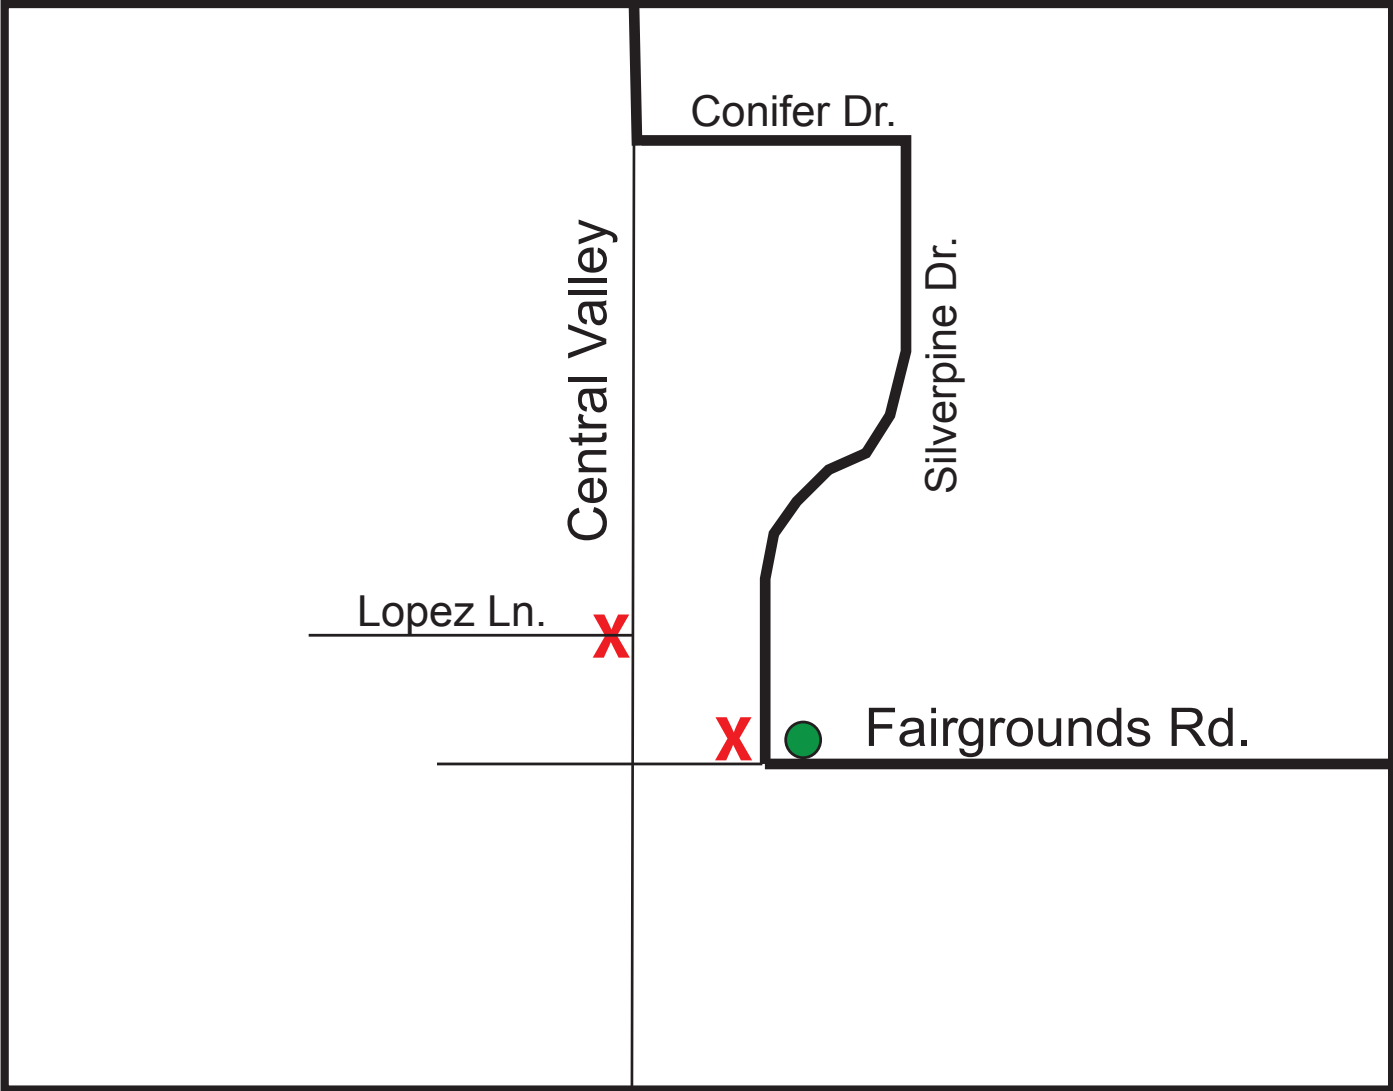 Conifer Dr.
Central Valley
Silverpine Dr.
Lopez Ln.
X
X
Fairgrounds Rd.